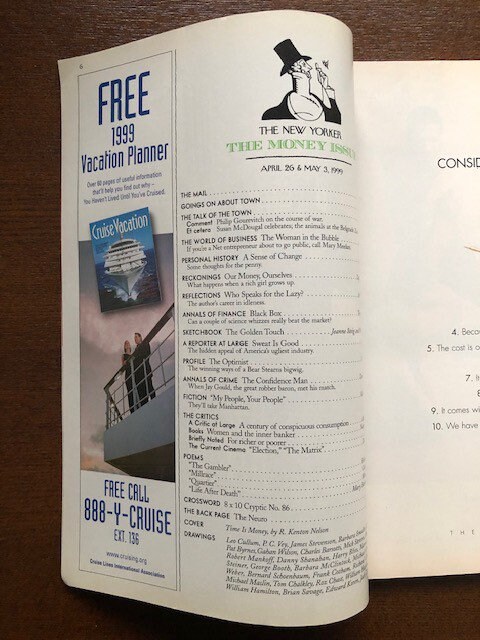 6
FREE
1999
Vacation Planner
Over 80 pages of useful information
that'll help you find out why –
You Haven't Lived Until You've Cruised.
Cruise Vacation
FREE CALL
888-Y-CRUISE
EXT. 136
www.cruising.org
Cruise Lines International Association
THE NEW YORKER
THE MONEY ISSUE
APRIL 26 & MAY 3, 1999
THE MAIL
GOINGS ON ABOUT TOWN
THE TALK OF THE TOWN
Comment Philip Gourevitch on the course of war.
Et cetera Susan McDougal celebrates; the animals at the Belgrade
THE WORLD OF BUSINESS The Woman in the Bubble
If you're a Net entrepreneur about to go public, call Mary Meeker.
PERSONAL HISTORY A Sense of Change
Some thoughts for the penny.
RECKONINGS Our Money, Ourselves
What happens when a rich girl grows up.
REFLECTIONS Who Speaks for the Lazy?
The author's career in idleness.
ANNALS OF FINANCE Black Box
Can a couple of science whizzes really beat the market?
SKETCHBOOK The Golden Touch
A REPORTER AT LARGE Sweat Is Good
The hidden appeal of America's ugliest industry.
PROFILE The Optimist
The winning ways of a Bear Stearns bigwig.
ANNALS OF CRIME The Confidence Man
When Jay Gould, the great robber baron, met his match.
FICTION "My People, Your People"
They'll take Manhattan.
THE CRITICS
A Critic at Large A century of conspicuous consumption
Books Women and the inner banker
Briefly Noted For richer or poorer
The Current Cinema "Election," "The Matrix"
POEMS
"The Gambler"
"Millrace"
"Quartier"
"Life After Death"
CROSSWORD 8 x 10 Cryptic No. 86
THE BACK PAGE The Neuro
COVER Time Is Money, by R. Kenton Nelson
DRAWINGS Leo Cullum, P.C. Vey, James Stevenson, Barbara
Pat Byrnes, Gahan Wilson, Charles Barsotti, Mick
Robert Mankoff, Danny Shanahan, Harry Bliss,
Steiner, George Booth, Barbara McClintock,
Weber, Bernard Schoenbaum, Frank Cotham,
Michael Maslin, Tom Chalkley, Roz Chast, William
William Hamilton, Brian Savage, Edward Koren,
CONSID
4. Becau
5. The cost is o
7. It
9. It comes wi
10. We have
THE